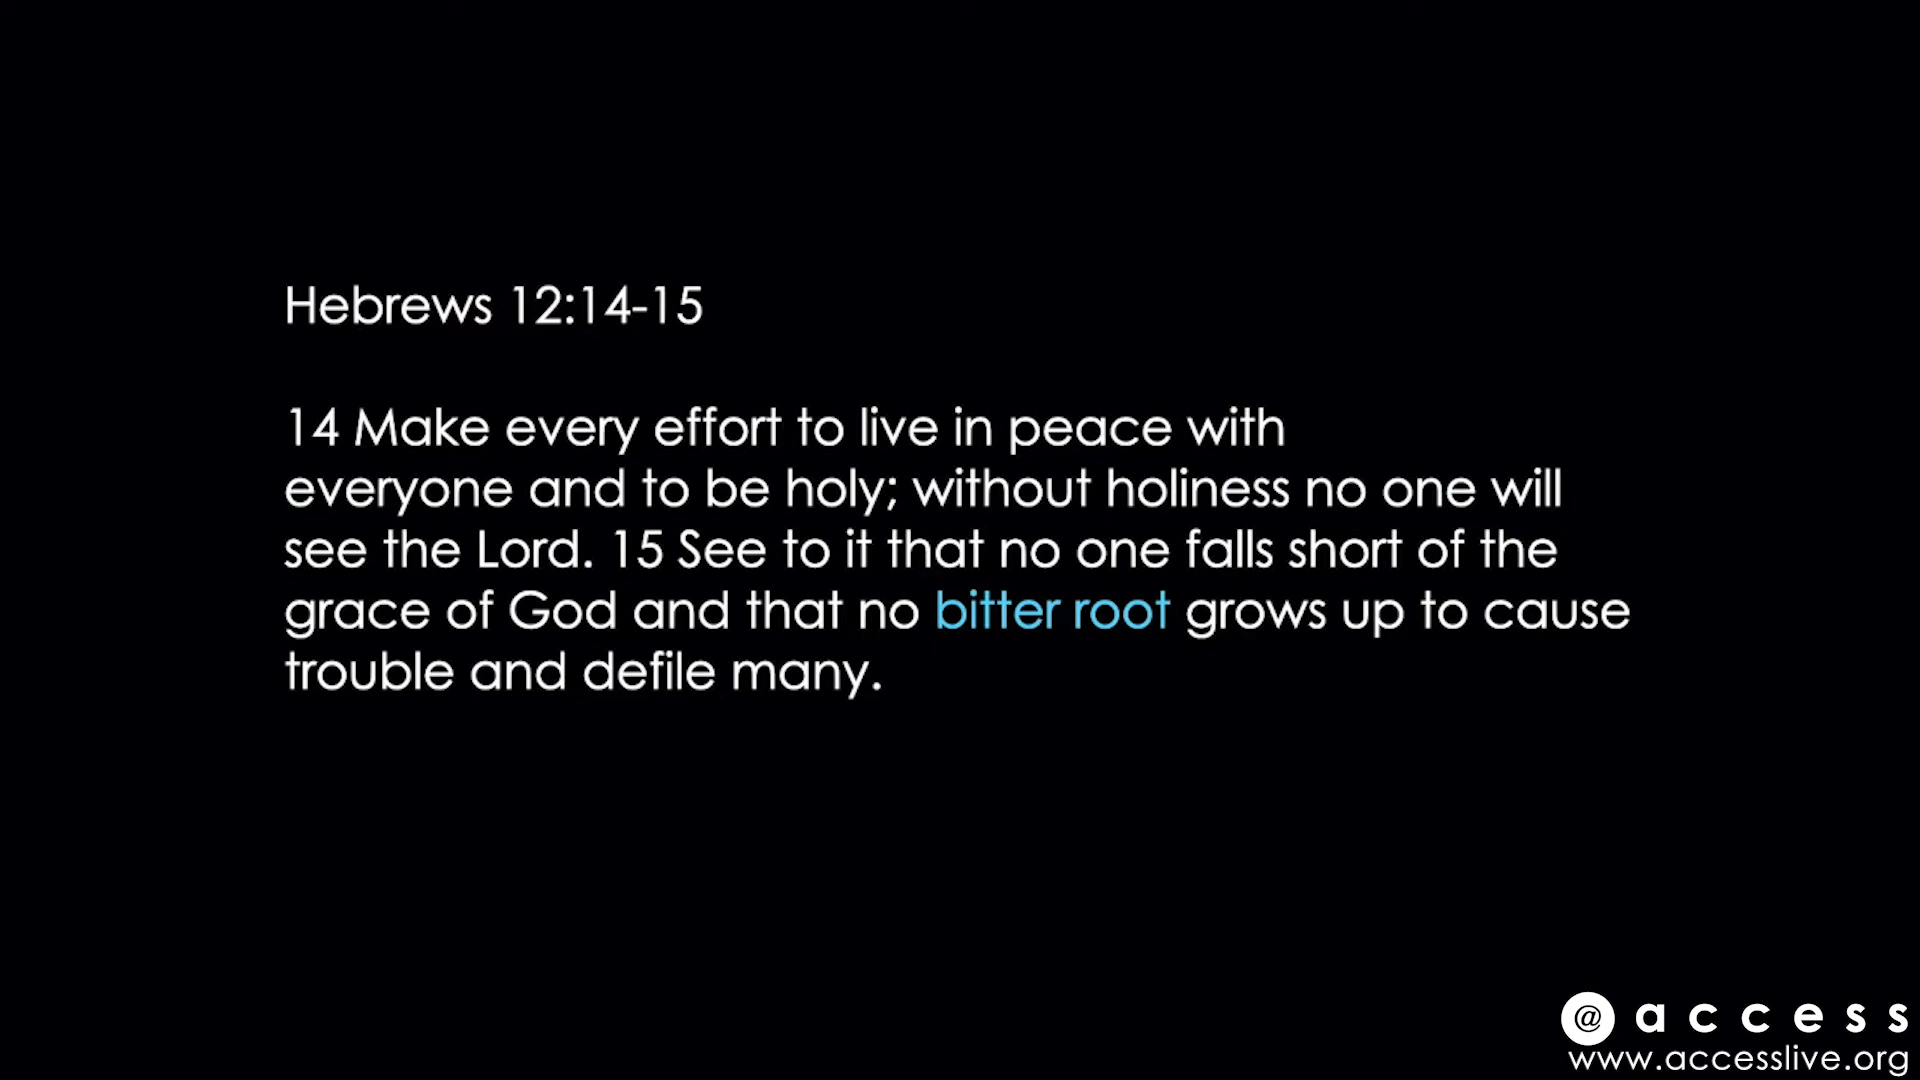 Hebrews 12:14-15
14 Make every effort to live in peace with
everyone and to be holy; without holiness no one will
see the Lord. 15 See to it that no one falls short of the
grace of God and that no bitter root grows up to cause
trouble and defile many.
@ access
www.accesslive.org